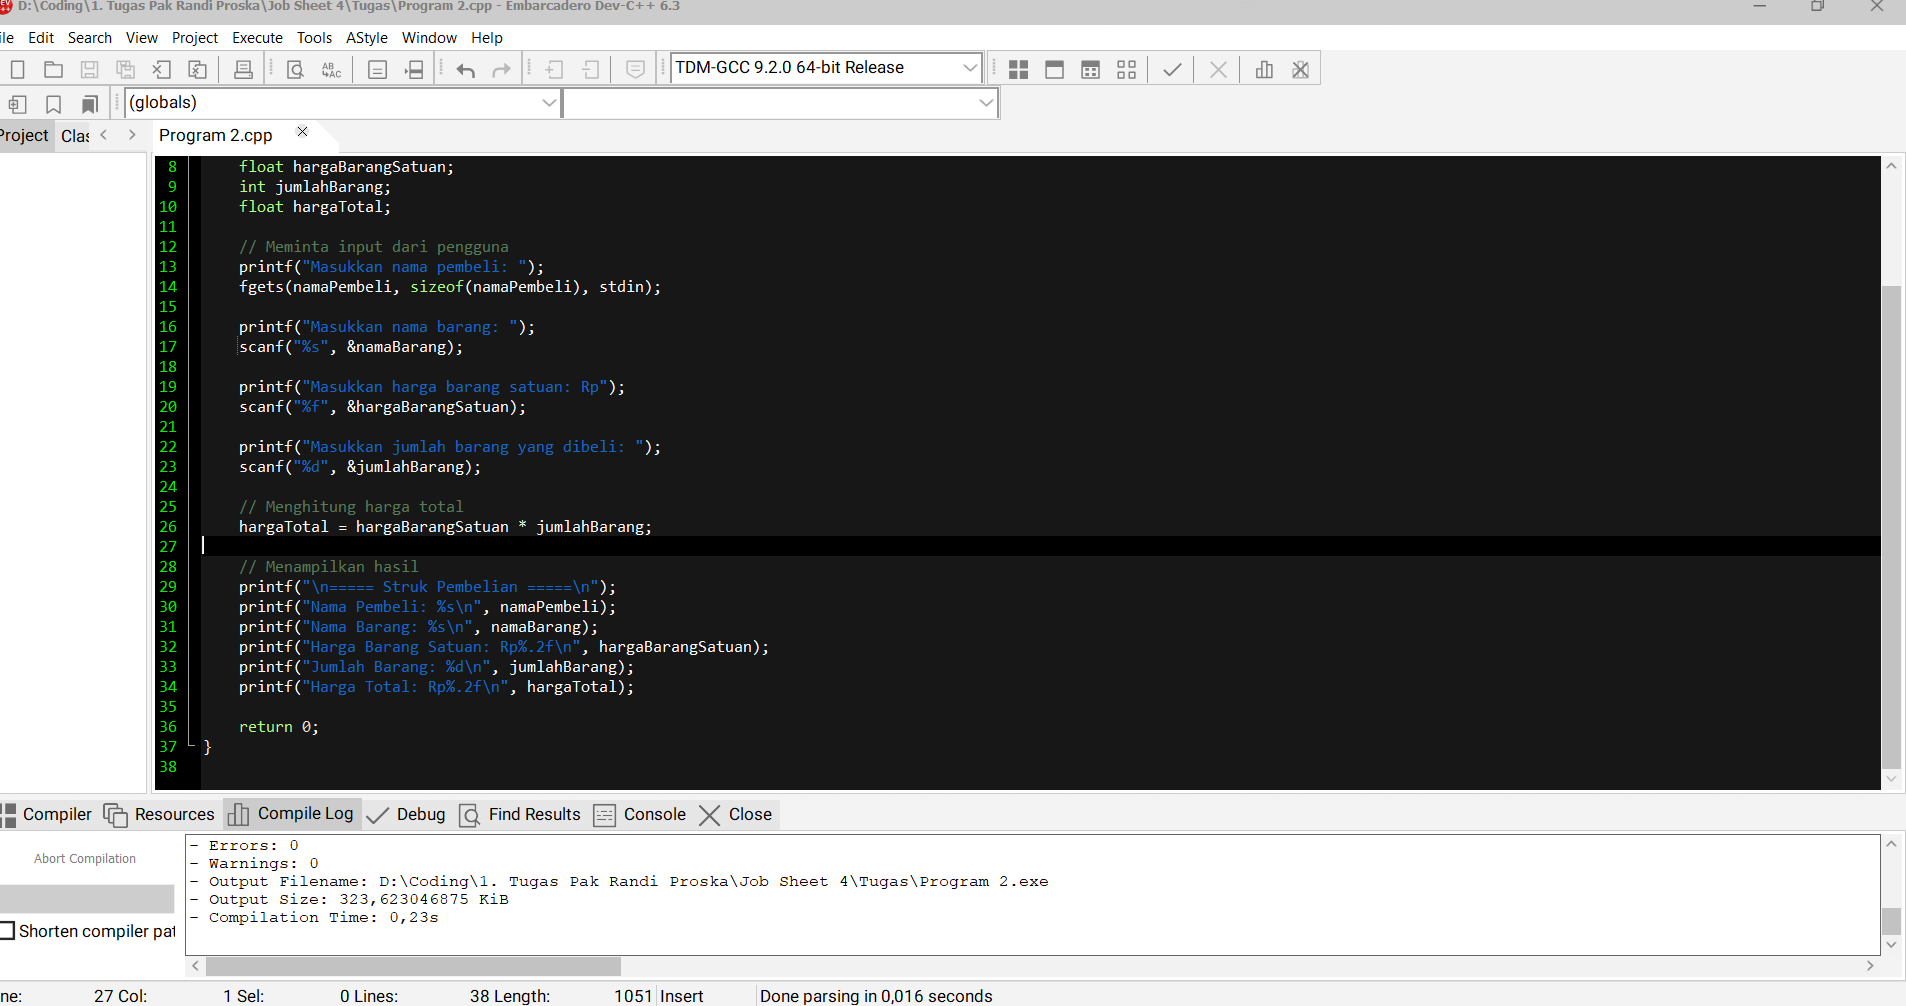 D:\Coding\1. Tugas Pak Randi Proska\Job Sheet 4\Tugas\Program 2.cpp - Embarcadero Dev-C++ 6.3
ile Edit Search View Project Execute Tools AStyle Window Help
TDM-GCC 9.2.0 64-bit Release
(globals)
Project Clas Program 2.cpp
8 float hargaBarangSatuan;
9 int jumlahBarang;
10 float hargaTotal;
11
12 // Meminta input dari pengguna
13 printf("Masukkan nama pembeli: ");
14 fgets(namaPembeli, sizeof(namaPembeli), stdin);
15
16 printf("Masukkan nama barang: ");
17 scanf("%s", &namaBarang);
18
19 printf("Masukkan harga barang satuan: Rp");
20 scanf("%f", &hargaBarangSatuan);
21
22 printf("Masukkan jumlah barang yang dibeli: ");
23 scanf("%d", &jumlahBarang);
24
25 // Menghitung harga total
26 hargaTotal = hargaBarangSatuan * jumlahBarang;
27
28 // Menampilkan hasil
29 printf("\n===== Struk Pembelian =====\n");
30 printf("Nama Pembeli: %s\n", namaPembeli);
31 printf("Nama Barang: %s\n", namaBarang);
32 printf("Harga Barang Satuan: Rp%.2f\n", hargaBarangSatuan);
33 printf("Jumlah Barang: %d\n", jumlahBarang);
34 printf("Harga Total: Rp%.2f\n", hargaTotal);
35
36 return 0;
37 }
38
Compiler Resources Compile Log Debug Find Results Console Close
Abort Compilation
Shorten compiler pat
- Errors: 0
- Warnings: 0
- Output Filename: D:\Coding\1. Tugas Pak Randi Proska\Job Sheet 4\Tugas\Program 2.exe
- Output Size: 323,623046875 KiB
- Compilation Time: 0,23s
ne: 27 Col: 1 Sel: 0 Lines: 38 Length: 1051 Insert Done parsing in 0,016 seconds